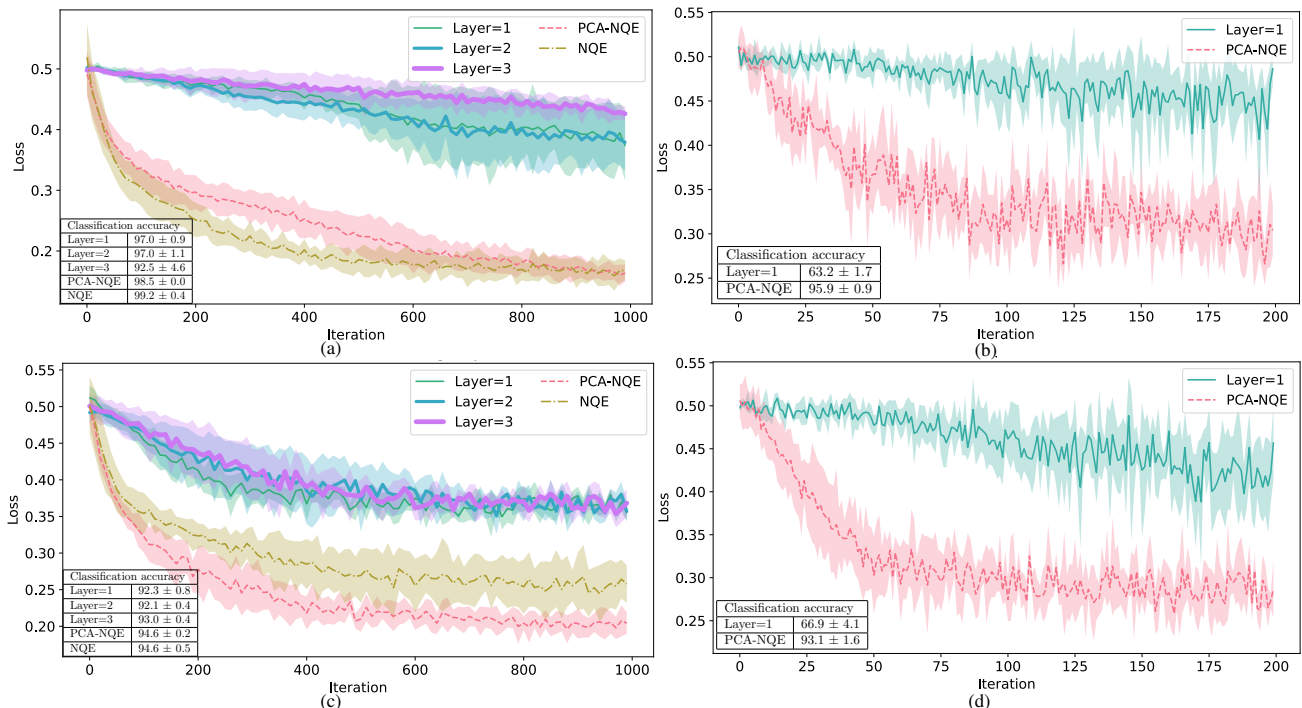 0.55
0.5
0.4
0.3
0.2
Loss
0
200
400
600
800
1000
Iteration
(a)
Layer=1
Layer=2
Layer=3
PCA-NQE
NQE
Classification accuracy
Layer=1 97.0 ± 0.9
Layer=2 97.0 ± 1.1
Layer=3 92.5 ± 4.6
PCA-NQE 98.5 ± 0.0
NQE 99.2 ± 0.4
0.55
0.50
0.45
0.40
0.35
0.30
0.25
Loss
0
25
50
75
100
125
150
175
200
Iteration
(b)
Layer=1
PCA-NQE
Classification accuracy
Layer=1 63.2 ± 1.7
PCA-NQE 95.9 ± 0.9
0.55
0.50
0.45
0.40
0.35
0.30
0.25
0.20
Loss
0
200
400
600
800
1000
Iteration
(c)
Layer=1
Layer=2
Layer=3
PCA-NQE
NQE
Classification accuracy
Layer=1 92.3 ± 0.8
Layer=2 92.1 ± 0.4
Layer=3 93.0 ± 0.4
PCA-NQE 94.6 ± 0.2
NQE 94.6 ± 0.5
0.55
0.50
0.45
0.40
0.35
0.30
0.25
Loss
0
25
50
75
100
125
150
175
200
Iteration
(d)
Layer=1
PCA-NQE
Classification accuracy
Layer=1 66.9 ± 4.1
PCA-NQE 93.1 ± 1.6